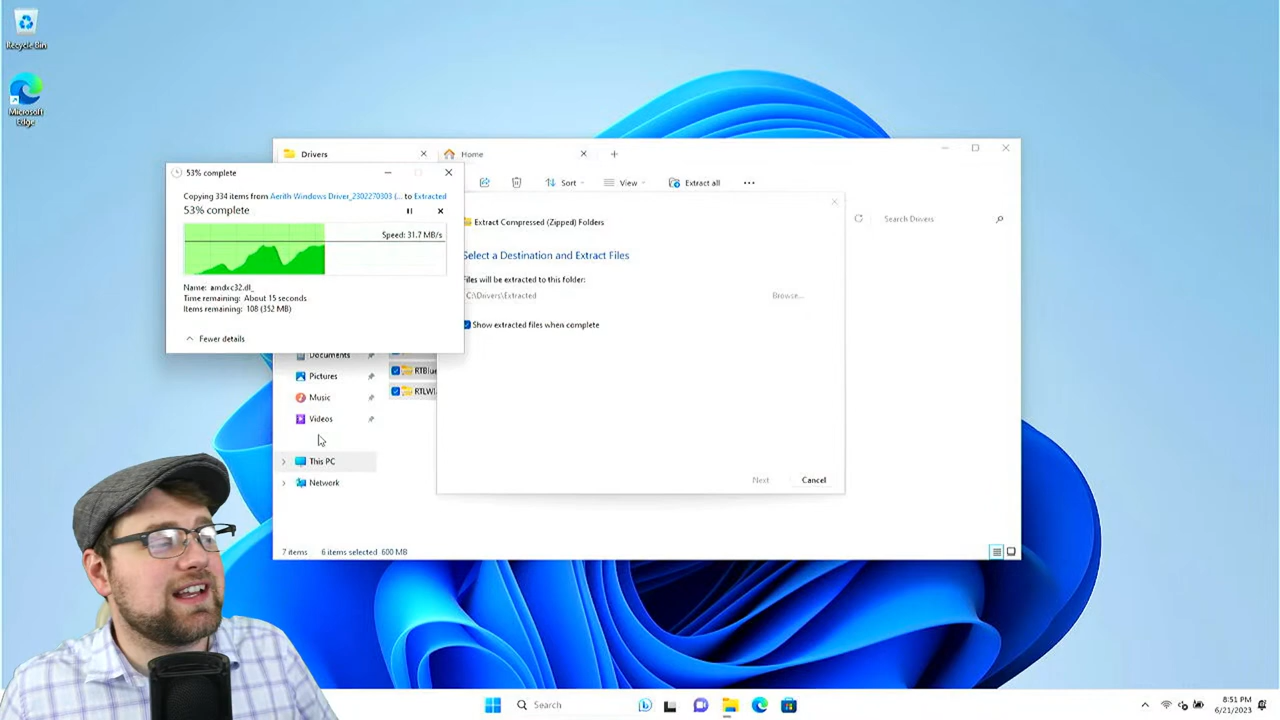 Recycle Bin
Microsoft
Edge
Drivers
Home
Sort
View
Extract all
Search Drivers
53% complete
Copying 334 items from Aerith Windows Driver_2302270303 (... to Extracted
53% complete
Speed: 31.7 MB/s
Name: amdxc32.dl_
Time remaining: About 15 seconds
Items remaining: 108 (352 MB)
Fewer details
Extract Compressed (Zipped) Folders
Select a Destination and Extract Files
Files will be extracted to this folder:
C:\Drivers\Extracted
Browse...
Show extracted files when complete
Next
Cancel
Documents
Pictures
Music
Videos
This PC
Network
RTBlue
RTLWl
7 items
6 items selected 600 MB
Search
8:51 PM
6/21/2023